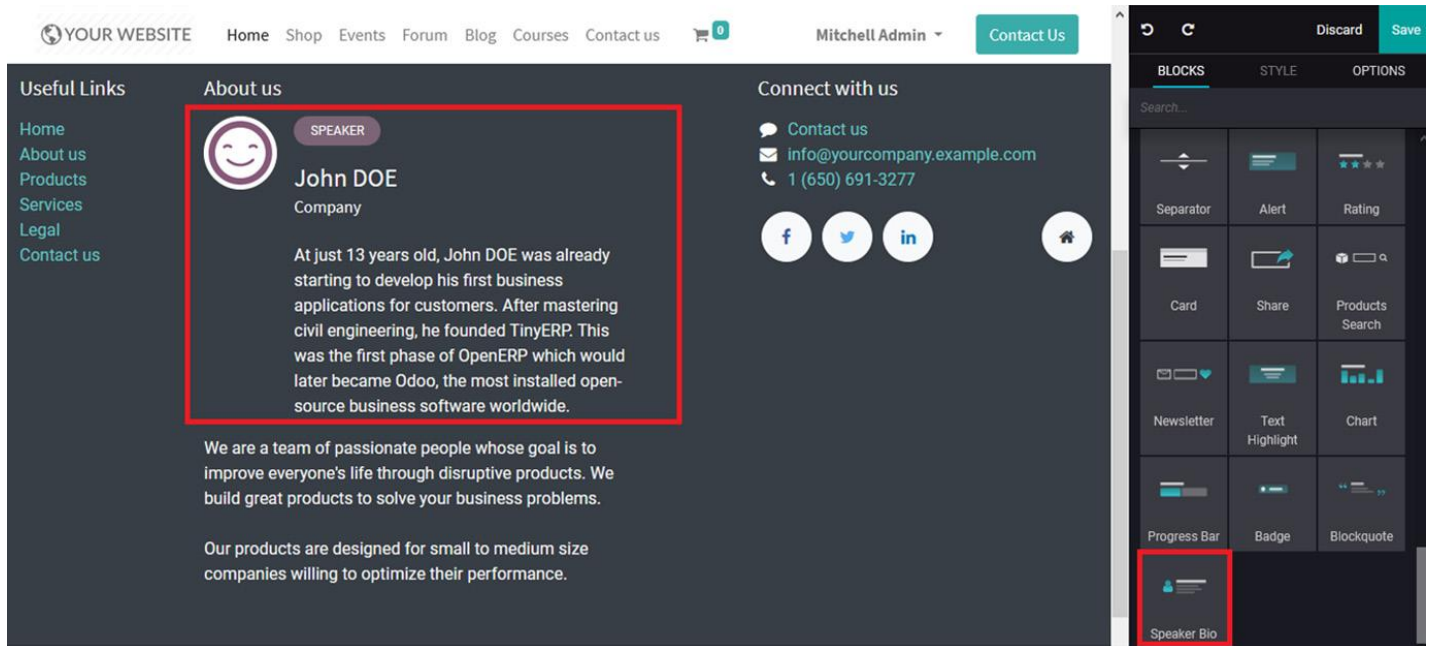 YOUR WEBSITE Home Shop Events Forum Blog Courses Contact us 0 Mitchell Admin Contact Us
Discard Save
BLOCKS STYLE OPTIONS
Search...
Useful Links
Home
About us
Products
Services
Legal
Contact us
About us
SPEAKER
John DOE
Company
At just 13 years old, John DOE was already
starting to develop his first business
applications for customers. After mastering
civil engineering, he founded TinyERP. This
was the first phase of OpenERP which would
later became Odoo, the most installed open-
source business software worldwide.
We are a team of passionate people whose goal is to
improve everyone's life through disruptive products. We
build great products to solve your business problems.
Our products are designed for small to medium size
companies willing to optimize their performance.
Connect with us
Contact us
info@yourcompany.example.com
1 (650) 691-3277
f in
Separator Alert Rating
Card Share Products
Search
Newsletter Text
Highlight Chart
Progress Bar Badge Blockquote
Speaker Bio